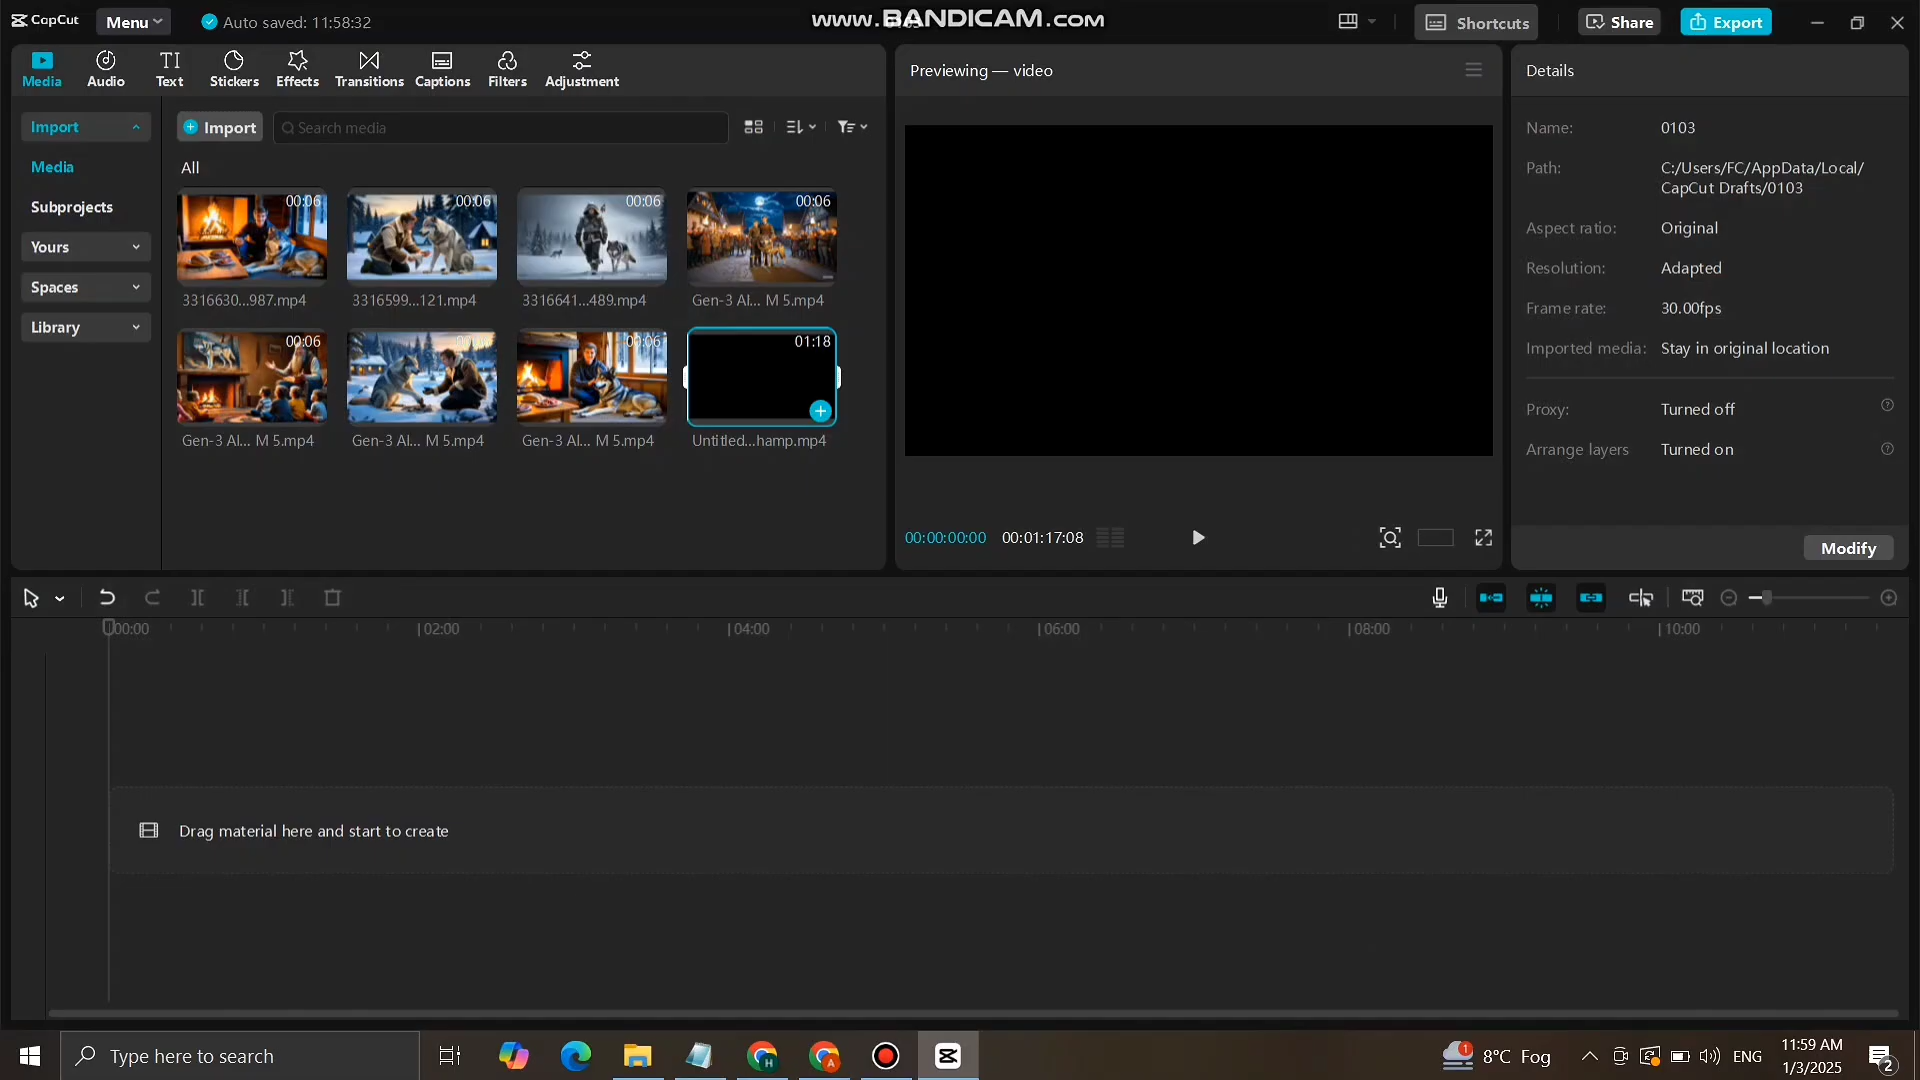 CapCut
Menu
Auto saved: 11:58:32
www.BANDICAM.com
Shortcuts
Share
Export
Media
Audio
Text
Stickers
Effects
Transitions
Captions
Filters
Adjustment
Import
Media
Subprojects
Yours
Spaces
Library
Import
Search media
All
00:06
00:06
00:06
00:06
3316630...987.mp4
3316599...121.mp4
3316641...489.mp4
Gen-3 Al... M 5.mp4
00:06
00:06
00:06
01:18
Gen-3 Al... M 5.mp4
Gen-3 Al... M 5.mp4
Gen-3 Al... M 5.mp4
Untitled...hamp.mp4
Previewing — video
00:00:00:00
00:01:17:08
Details
Name: 0103
Path: C:/Users/FC/AppData/Local/
CapCut Drafts/0103
Aspect ratio: Original
Resolution: Adapted
Frame rate: 30.00fps
Imported media: Stay in original location
Proxy: Turned off
Arrange layers Turned on
Modify
00:00
02:00
04:00
06:00
08:00
10:00
Drag material here and start to create
Type here to search
H
A
1
8°C Fog
ENG
11:59 AM
1/3/2025
2